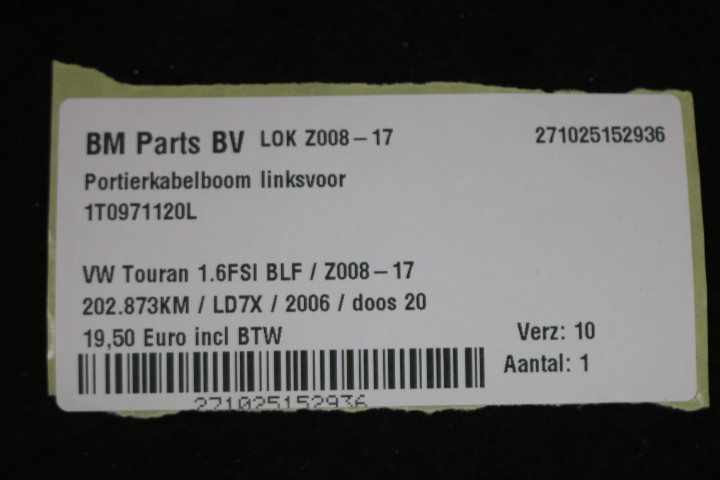 BM Parts BV LOK Z008-17 271025152936
Portierkabelboom linksvoor
1T0971120L
VW Touran 1.6FSI BLF / Z008-17
202.873KM / LD7X / 2006 / doos 20
19,50 Euro incl BTW Verz: 10
Aantal: 1
271025152936